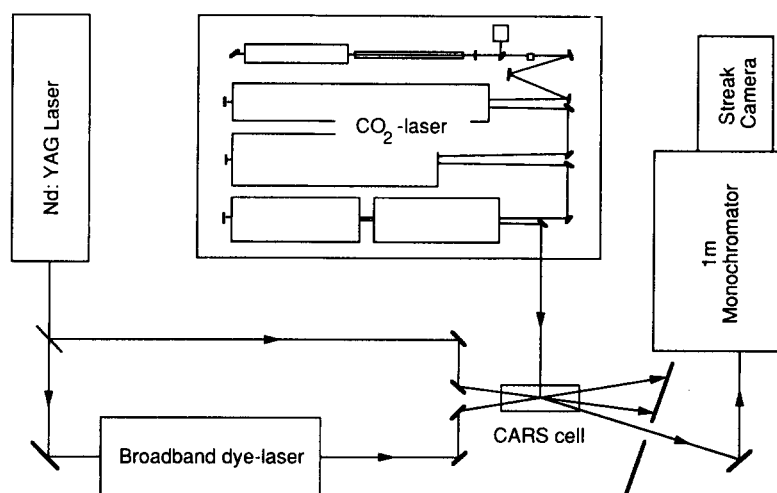 Nd: YAG Laser
CO2-laser
Streak
Camera
1m
Monochromator
CARS cell
Broadband dye-laser